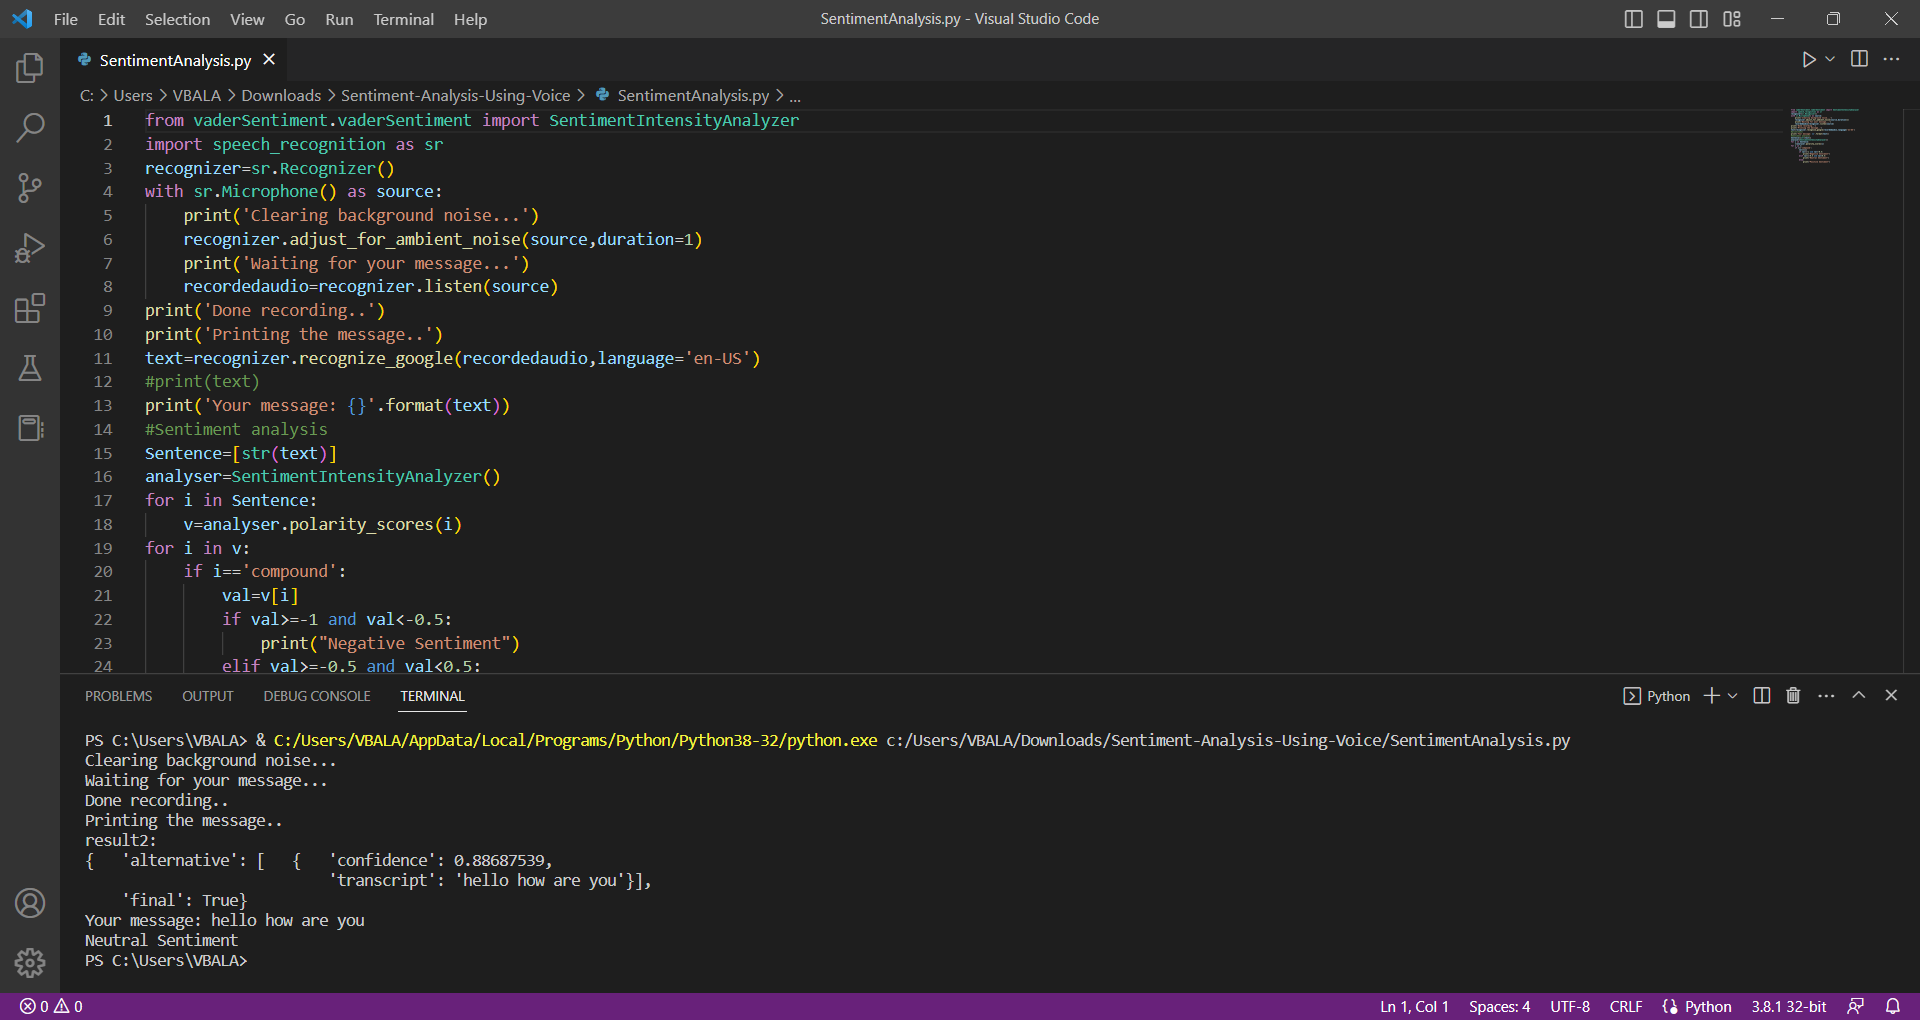 File Edit Selection View Go Run Terminal Help
SentimentAnalysis.py - Visual Studio Code
SentimentAnalysis.py
C: > Users > VBALA > Downloads > Sentiment-Analysis-Using-Voice > SentimentAnalysis.py > ...
1 from vaderSentiment.vaderSentiment import SentimentIntensityAnalyzer
2 import speech_recognition as sr
3 recognizer=sr.Recognizer()
4 with sr.Microphone() as source:
5     print('Clearing background noise...')
6     recognizer.adjust_for_ambient_noise(source,duration=1)
7     print('Waiting for your message...')
8     recordedaudio=recognizer.listen(source)
9 print('Done recording..')
10 print('Printing the message..')
11 text=recognizer.recognize_google(recordedaudio,language='en-US')
12 #print(text)
13 print('Your message: {}'.format(text))
14 #Sentiment analysis
15 Sentence=[str(text)]
16 analyser=SentimentIntensityAnalyzer()
17 for i in Sentence:
18     v=analyser.polarity_scores(i)
19 for i in v:
20     if i=='compound':
21         val=v[i]
22         if val>=-1 and val<-0.5:
23             print("Negative Sentiment")
24         elif val>=-0.5 and val<0.5:
PROBLEMS OUTPUT DEBUG CONSOLE TERMINAL
Python
PS C:\Users\VBALA> & C:/Users/VBALA/AppData/Local/Programs/Python/Python38-32/python.exe c:/Users/VBALA/Downloads/Sentiment-Analysis-Using-Voice/SentimentAnalysis.py
Clearing background noise...
Waiting for your message...
Done recording..
Printing the message..
result2:
{   'alternative': [   {   'confidence': 0.88687539,
                           'transcript': 'hello how are you'}],
    'final': True}
Your message: hello how are you
Neutral Sentiment
PS C:\Users\VBALA>
0 0
Ln 1, Col 1 Spaces: 4 UTF-8 CRLF Python 3.8.1 32-bit